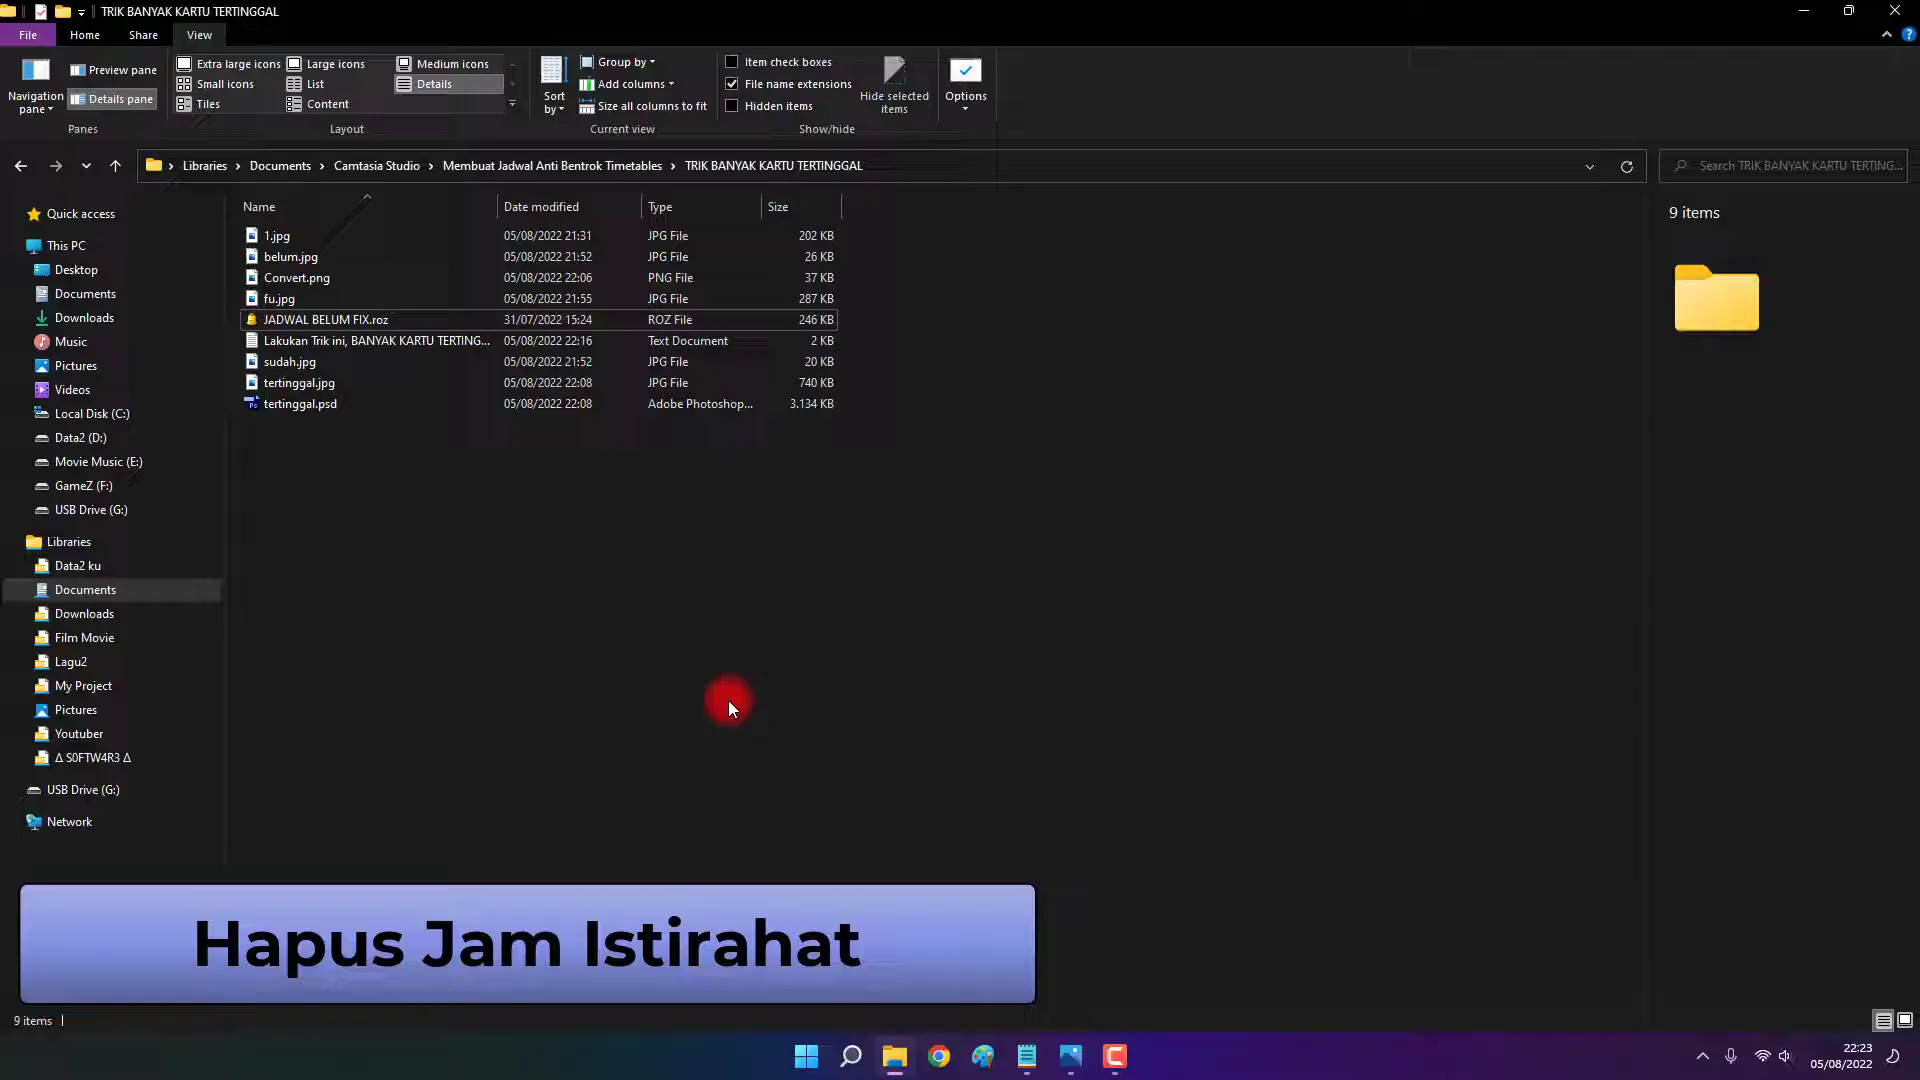 TRIK BANYAK KARTU TERTINGGAL
File Home Share View
Navigation pane
Preview pane
Details pane
Panes
Extra large icons Large icons Medium icons
Small icons List Details
Tiles Content
Layout
Sort by
Group by
Add columns
Size all columns to fit
Current view
Item check boxes
File name extensions
Hidden items
Hide selected items
Show/hide
Options
Libraries Documents Camtasia Studio Membuat Jadwal Anti Bentrok Timetables TRIK BANYAK KARTU TERTINGGAL
Search TRIK BANYAK KARTU TERTING...
Quick access
This PC
Desktop
Documents
Downloads
Music
Pictures
Videos
Local Disk (C:)
Data2 (D:)
Movie Music (E:)
GameZ (F:)
USB Drive (G:)
Libraries
Data2 ku
Documents
Downloads
Film Movie
Lagu2
My Project
Pictures
Youtuber
Δ S0FTW4R3 Δ
USB Drive (G:)
Network
Name Date modified Type Size
1.jpg 05/08/2022 21:31 JPG File 202 KB
belum.jpg 05/08/2022 21:52 JPG File 26 KB
Convert.png 05/08/2022 22:06 PNG File 37 KB
fu.jpg 05/08/2022 21:55 JPG File 287 KB
JADWAL BELUM FIX.roz 31/07/2022 15:24 ROZ File 246 KB
Lakukan Trik ini, BANYAK KARTU TERTING... 05/08/2022 22:16 Text Document 2 KB
sudah.jpg 05/08/2022 21:52 JPG File 20 KB
tertinggal.jpg 05/08/2022 22:08 JPG File 740 KB
tertinggal.psd 05/08/2022 22:08 Adobe Photoshop... 3.134 KB
9 items
Hapus Jam Istirahat
9 items
22:23
05/08/2022